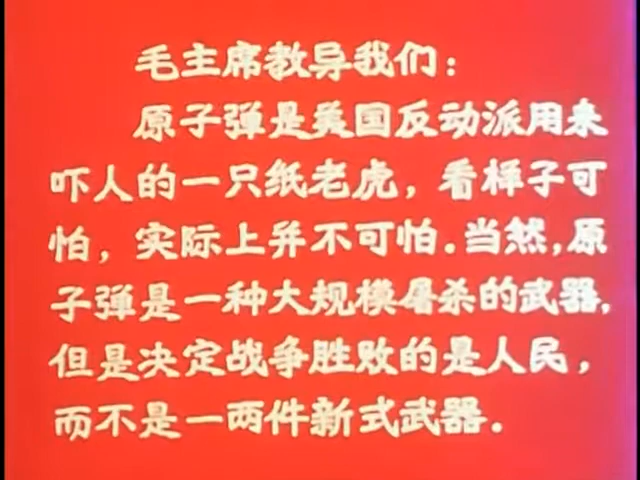 毛主席教导我们：
原子弹是美国反动派用来
吓人的一只纸老虎，看样子可
怕，实际上并不可怕.当然,原
子弹是一种大规模屠杀的武器,
但是决定战争胜败的是人民，
而不是一两件新式武器.